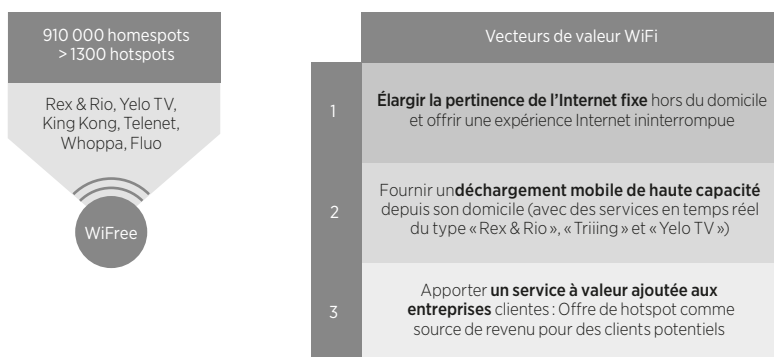 910 000 homespots
> 1300 hotspots
Rex & Rio, Yelo TV,
King Kong, Telenet,
Whoppa, Fluo
WiFree
Vecteurs de valeur WiFi
1
Élargir la pertinence de l'Internet fixe hors du domicile
et offrir une expérience Internet ininterrompue
2
Fournir undéchargement mobile de haute capacité
depuis son domicile (avec des services en temps réel
du type « Rex & Rio », « Triiing » et « Yelo TV »)
3
Apporter un service à valeur ajoutée aux
entreprises clientes : Offre de hotspot comme
source de revenu pour des clients potentiels